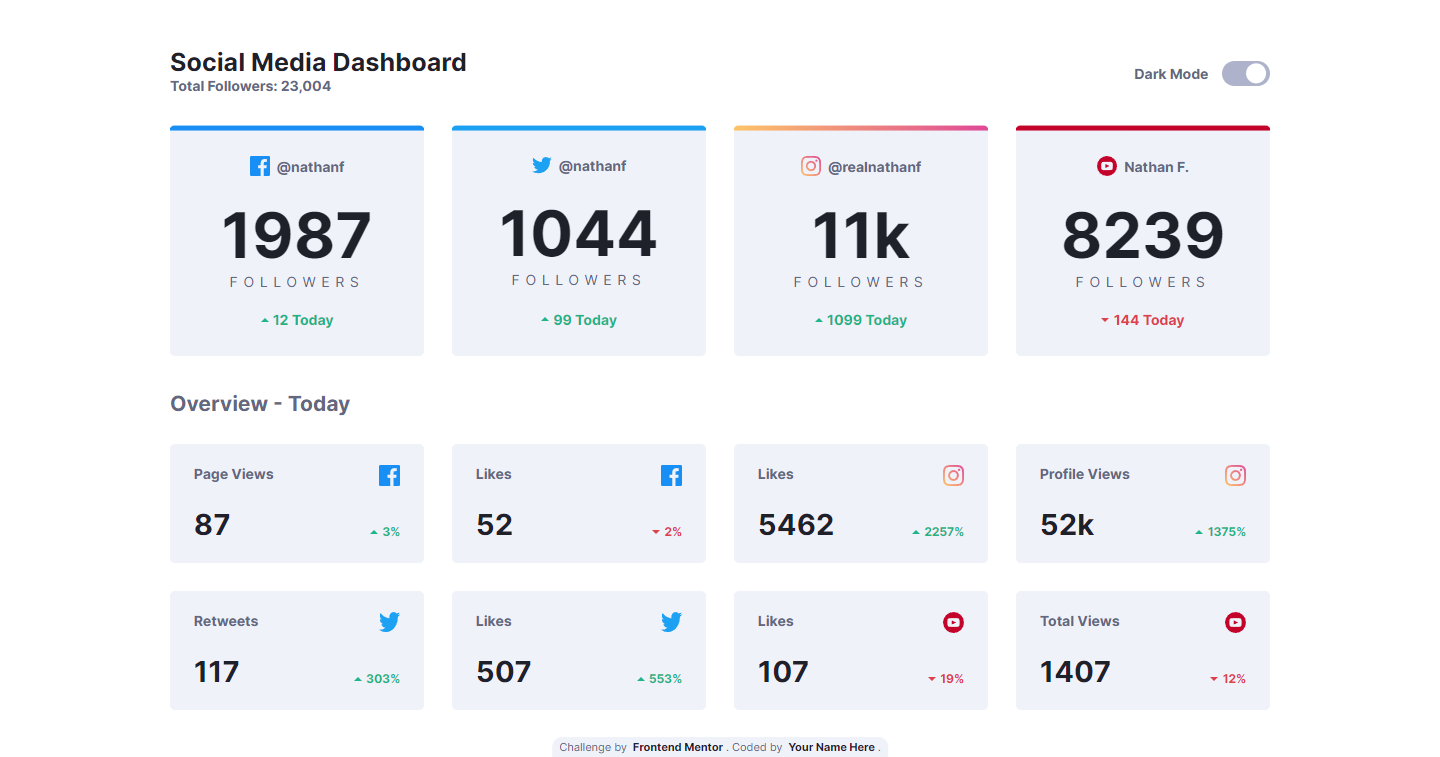 Social Media Dashboard
Total Followers: 23,004
Dark Mode
@nathanf
1987
FOLLOWERS
12 Today
@nathanf
1044
FOLLOWERS
99 Today
@realnathanf
11k
FOLLOWERS
1099 Today
Nathan F.
8239
FOLLOWERS
144 Today
Overview - Today
Page Views
87
3%
Likes
52
2%
Likes
5462
2257%
Profile Views
52k
1375%
Retweets
117
303%
Likes
507
553%
Likes
107
19%
Total Views
1407
12%
Challenge by Frontend Mentor . Coded by Your Name Here .